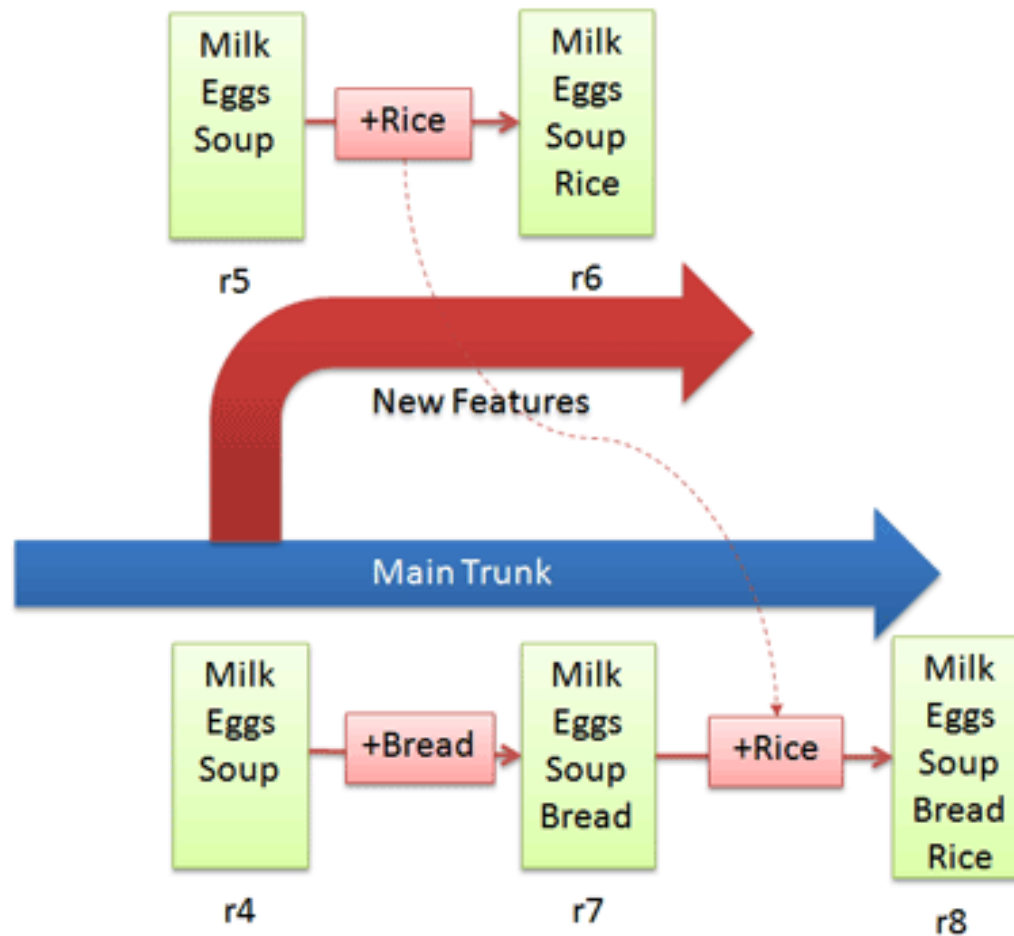 Milk
Eggs
Soup
+Rice
Milk
Eggs
Soup
Rice
r5
r6
New Features
Main Trunk
Milk
Eggs
Soup
+Bread
Milk
Eggs
Soup
Bread
+Rice
Milk
Eggs
Soup
Bread
Rice
r4
r7
r8